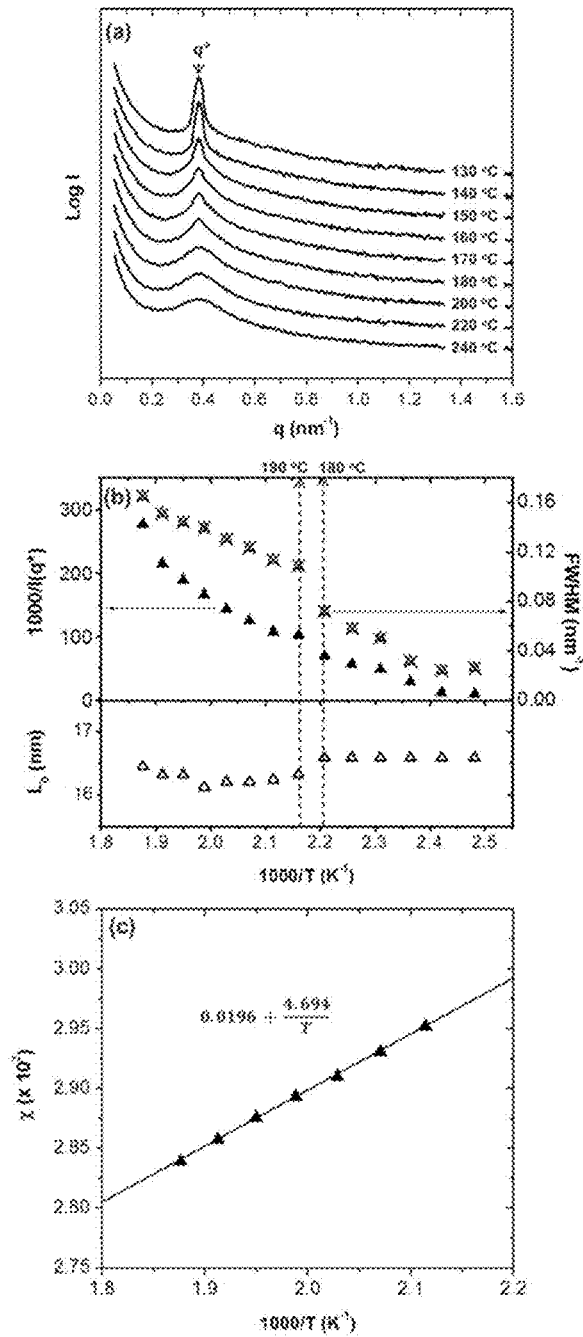 (a)
q*
Log I
130 °C
140 °C
150 °C
160 °C
170 °C
180 °C
200 °C
220 °C
240 °C
0.0 0.2 0.4 0.6 0.8 1.0 1.2 1.4 1.6
q (nm⁻¹)
190 °C 180 °C
(b)
300
200
100
0
1000/I(q*)
0.16
0.12
0.08
0.04
0.00
FWHM (nm⁻¹)
17
16
L₀ (nm)
1.8 1.9 2.0 2.1 2.2 2.3 2.4 2.5
1000/T (K⁻¹)
(c)
3.05
3.00
2.95
2.90
2.85
2.80
2.75
0.0196 + 4.694/T
1.8 1.9 2.0 2.1 2.2
1000/T (K⁻¹)